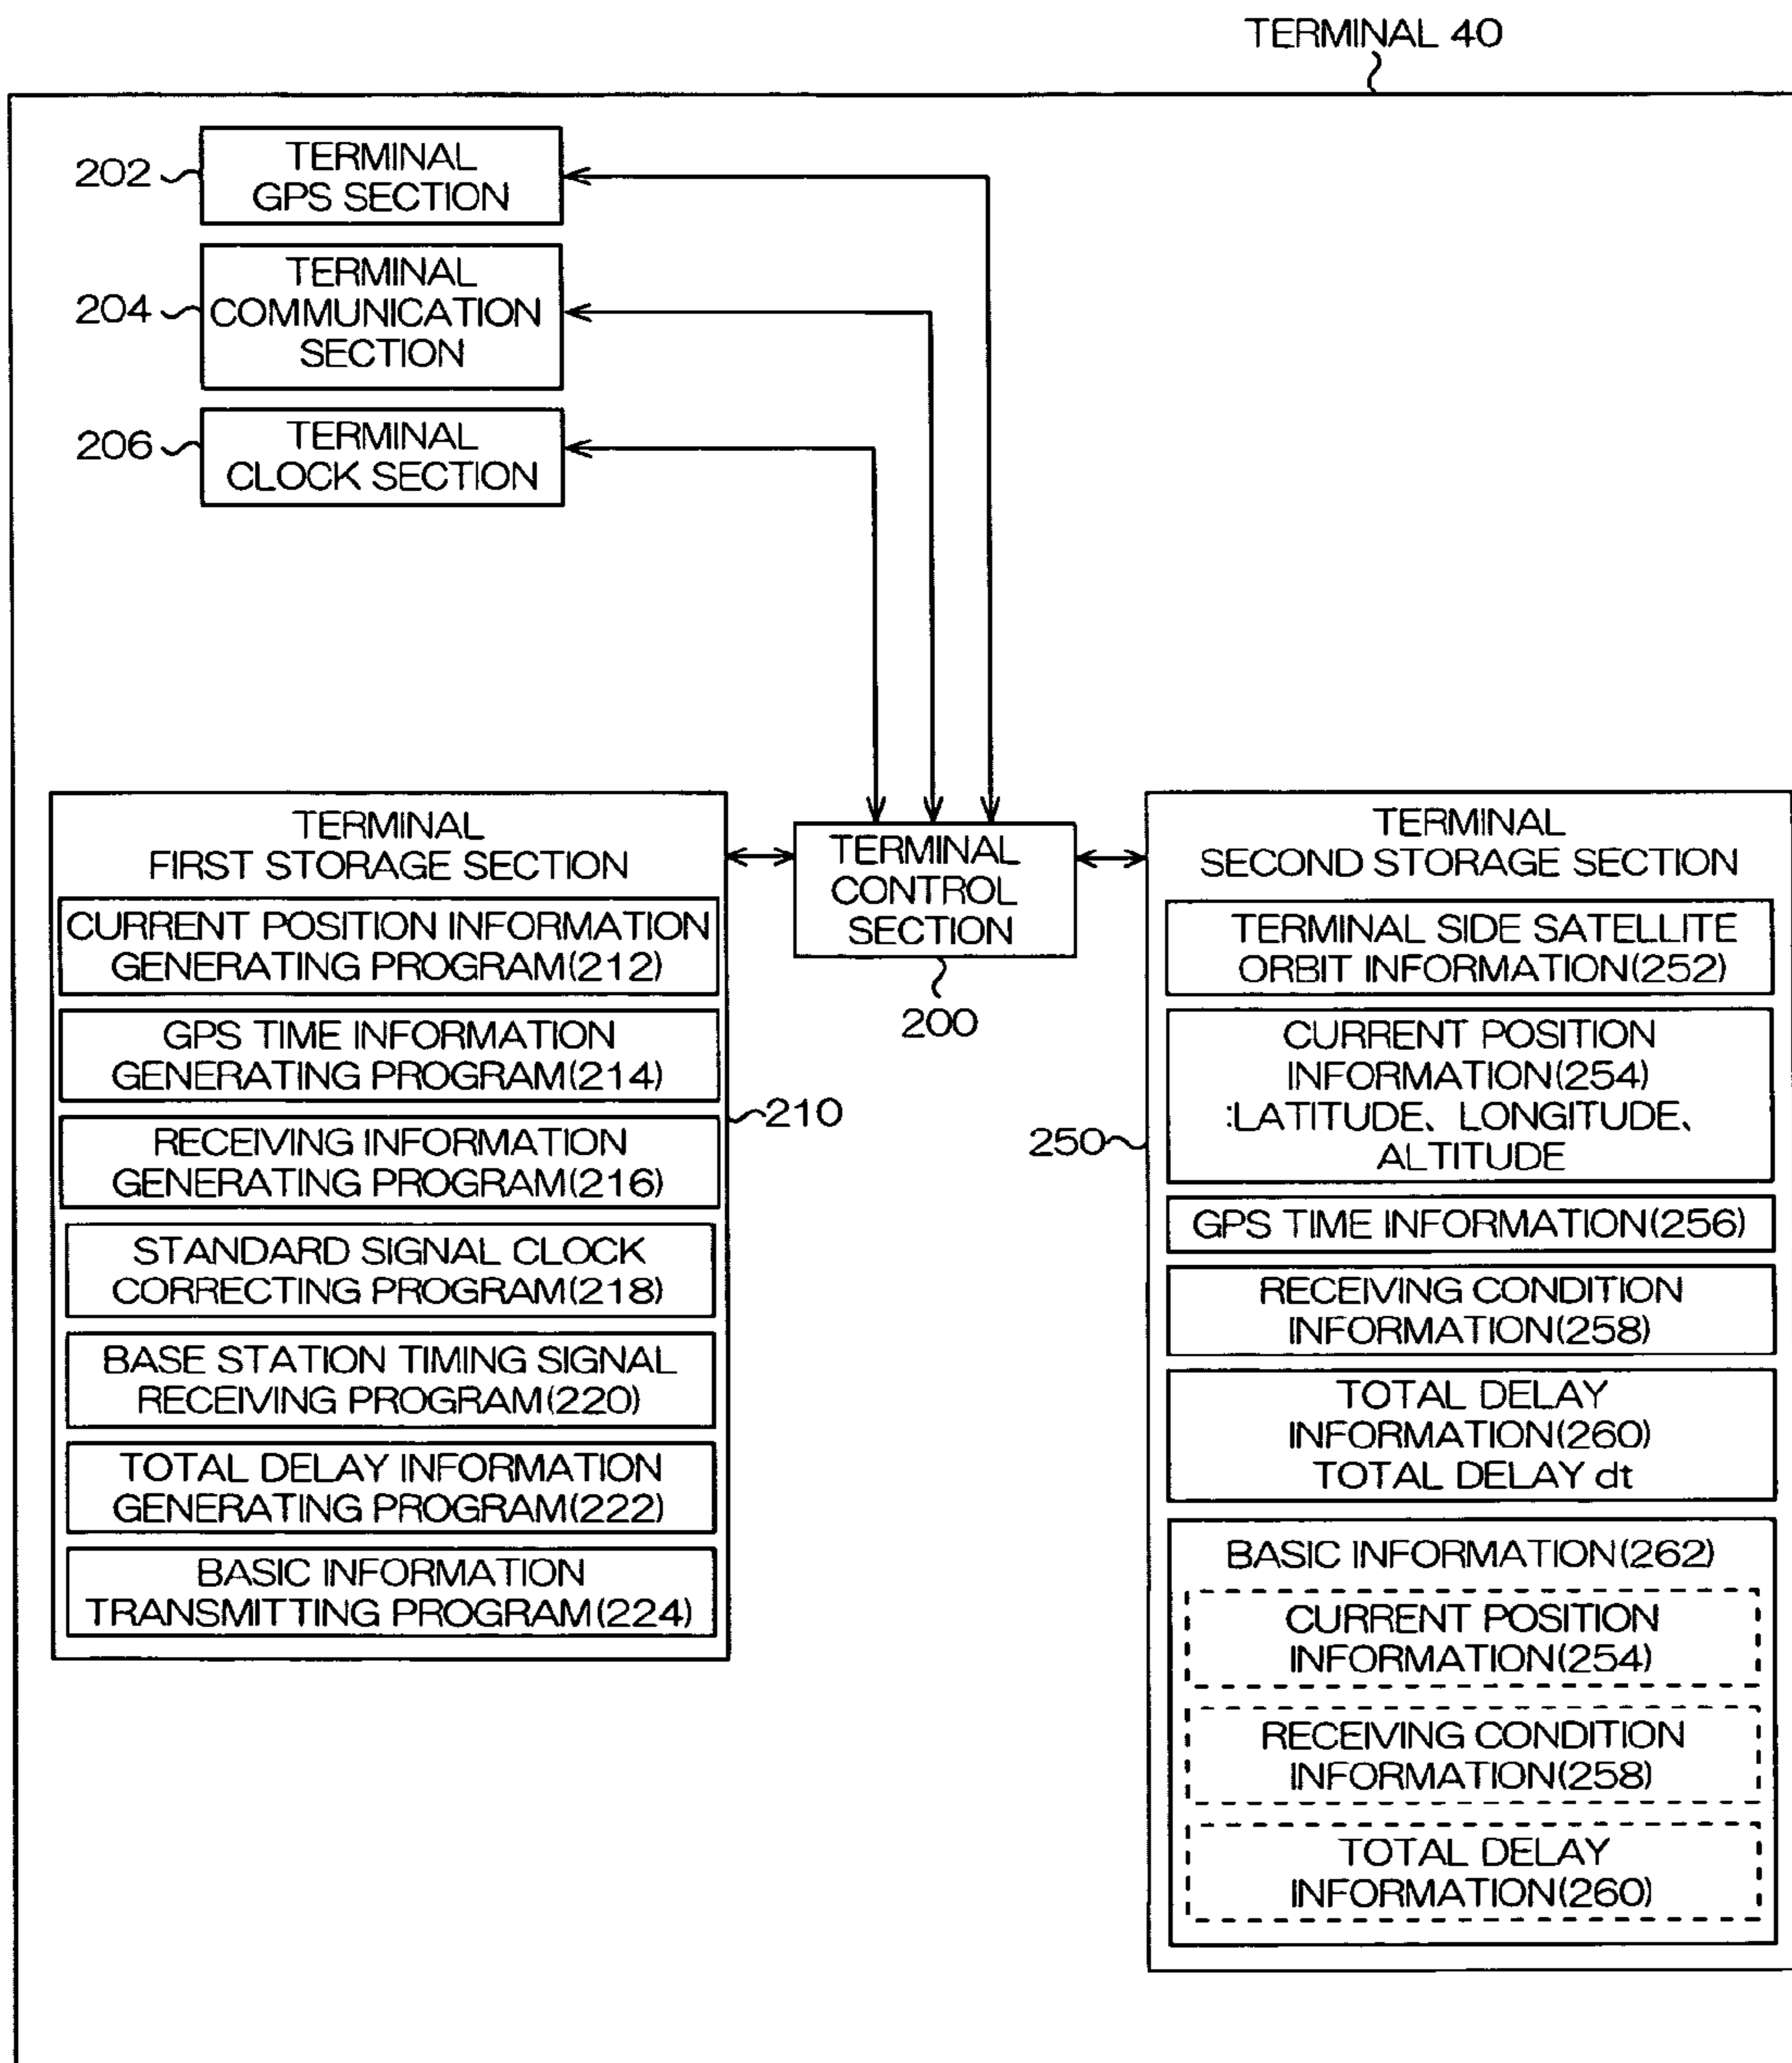 TERMINAL 40
202
TERMINAL
GPS SECTION
204
TERMINAL
COMMUNICATION
SECTION
206
TERMINAL
CLOCK SECTION
TERMINAL
FIRST STORAGE SECTION
CURRENT POSITION INFORMATION
GENERATING PROGRAM(212)
GPS TIME INFORMATION
GENERATING PROGRAM(214)
RECEIVING INFORMATION
GENERATING PROGRAM(216)
STANDARD SIGNAL CLOCK
CORRECTING PROGRAM(218)
BASE STATION TIMING SIGNAL
RECEIVING PROGRAM(220)
TOTAL DELAY INFORMATION
GENERATING PROGRAM(222)
BASIC INFORMATION
TRANSMITTING PROGRAM(224)
210
TERMINAL
CONTROL
SECTION
200
TERMINAL
SECOND STORAGE SECTION
TERMINAL SIDE SATELLITE
ORBIT INFORMATION(252)
CURRENT POSITION
INFORMATION(254)
:LATITUDE、LONGITUDE、
ALTITUDE
250
GPS TIME INFORMATION(256)
RECEIVING CONDITION
INFORMATION(258)
TOTAL DELAY
INFORMATION(260)
TOTAL DELAY dt
BASIC INFORMATION(262)
CURRENT POSITION
INFORMATION(254)
RECEIVING CONDITION
INFORMATION(258)
TOTAL DELAY
INFORMATION(260)